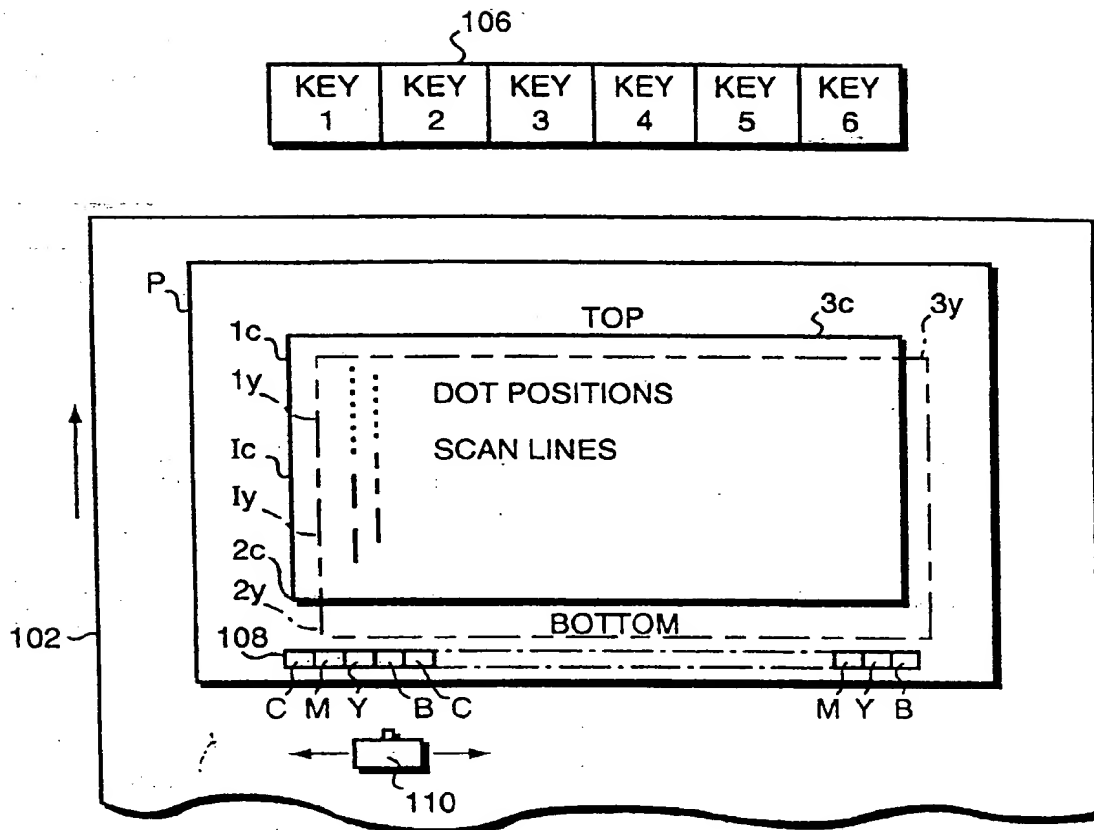 106
KEY 1 KEY 2 KEY 3 KEY 4 KEY 5 KEY 6
P
TOP
3c
3y
1c
1y
DOT POSITIONS
Ic
SCAN LINES
Iy
2c
2y
BOTTOM
102
108
C M Y B C M Y B
110